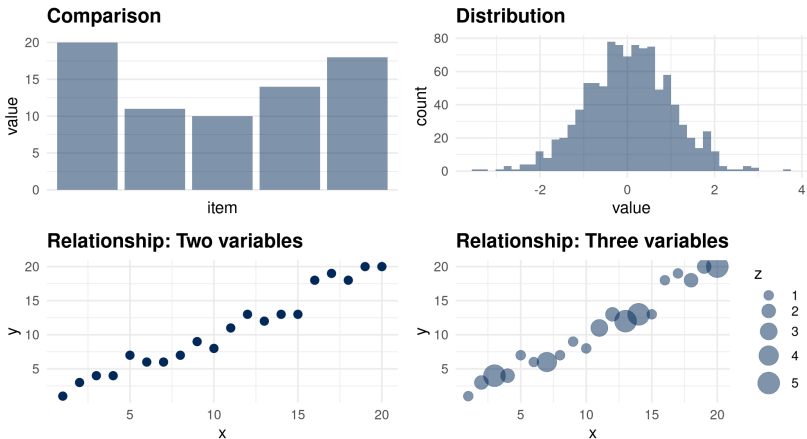 Comparison
20
15
10
5
0
value
item
Distribution
80
60
40
20
0
count
-2
0
2
4
value
Relationship: Two variables
20
15
10
5
y
5
10
15
20
x
Relationship: Three variables
20
15
10
5
y
5
10
15
20
x
z
1
2
3
4
5